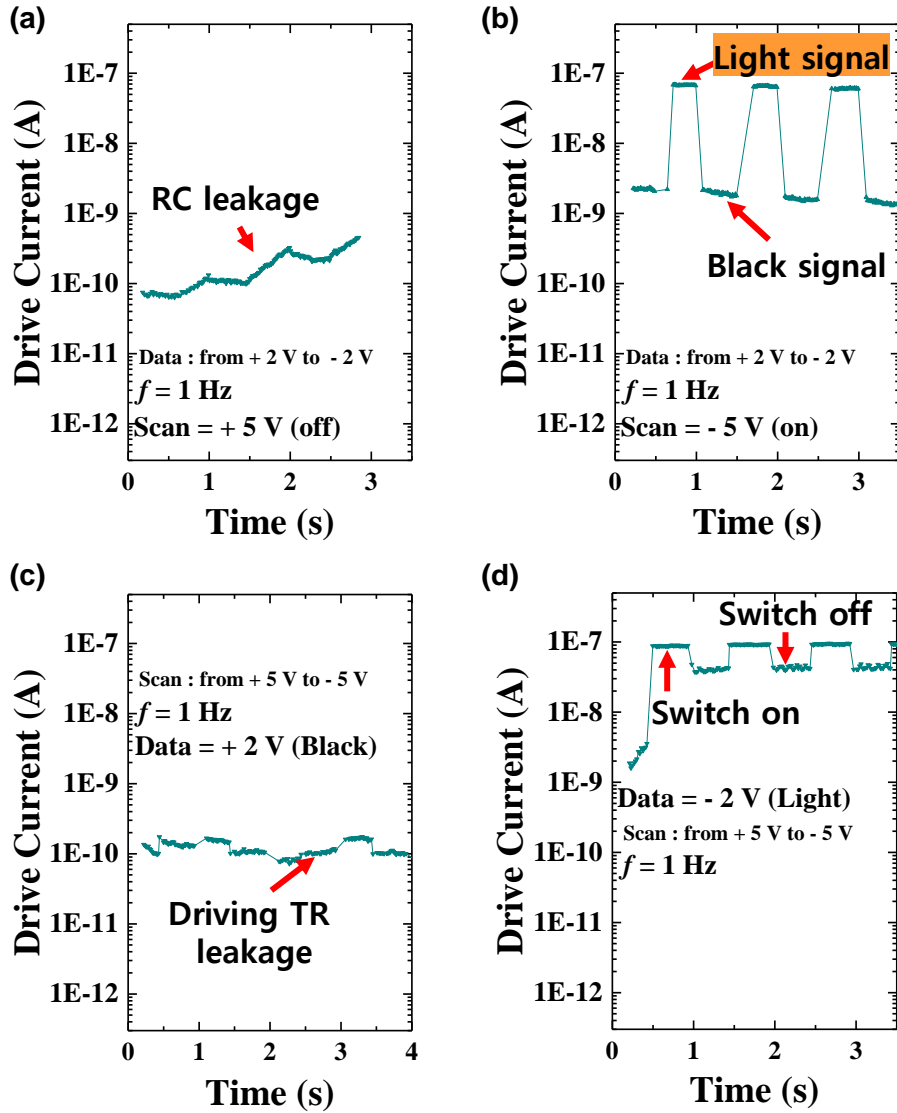 (a)
Drive Current (A)
1E-7
1E-8
1E-9
1E-10
1E-11
1E-12
RC leakage
Data : from + 2 V to - 2 V
f = 1 Hz
Scan = + 5 V (off)
0 1 2 3
Time (s)
(b)
Drive Current (A)
1E-7
1E-8
1E-9
1E-10
1E-11
1E-12
Light signal
Black signal
Data : from + 2 V to - 2 V
f = 1 Hz
Scan = - 5 V (on)
0 1 2 3
Time (s)
(c)
Drive Current (A)
1E-7
1E-8
1E-9
1E-10
1E-11
1E-12
Scan : from + 5 V to - 5 V
f = 1 Hz
Data = + 2 V (Black)
Driving TR
leakage
0 1 2 3 4
Time (s)
(d)
Drive Current (A)
1E-7
1E-8
1E-9
1E-10
1E-11
1E-12
Switch off
Switch on
Data = - 2 V (Light)
Scan : from + 5 V to - 5 V
f = 1 Hz
0 1 2 3
Time (s)